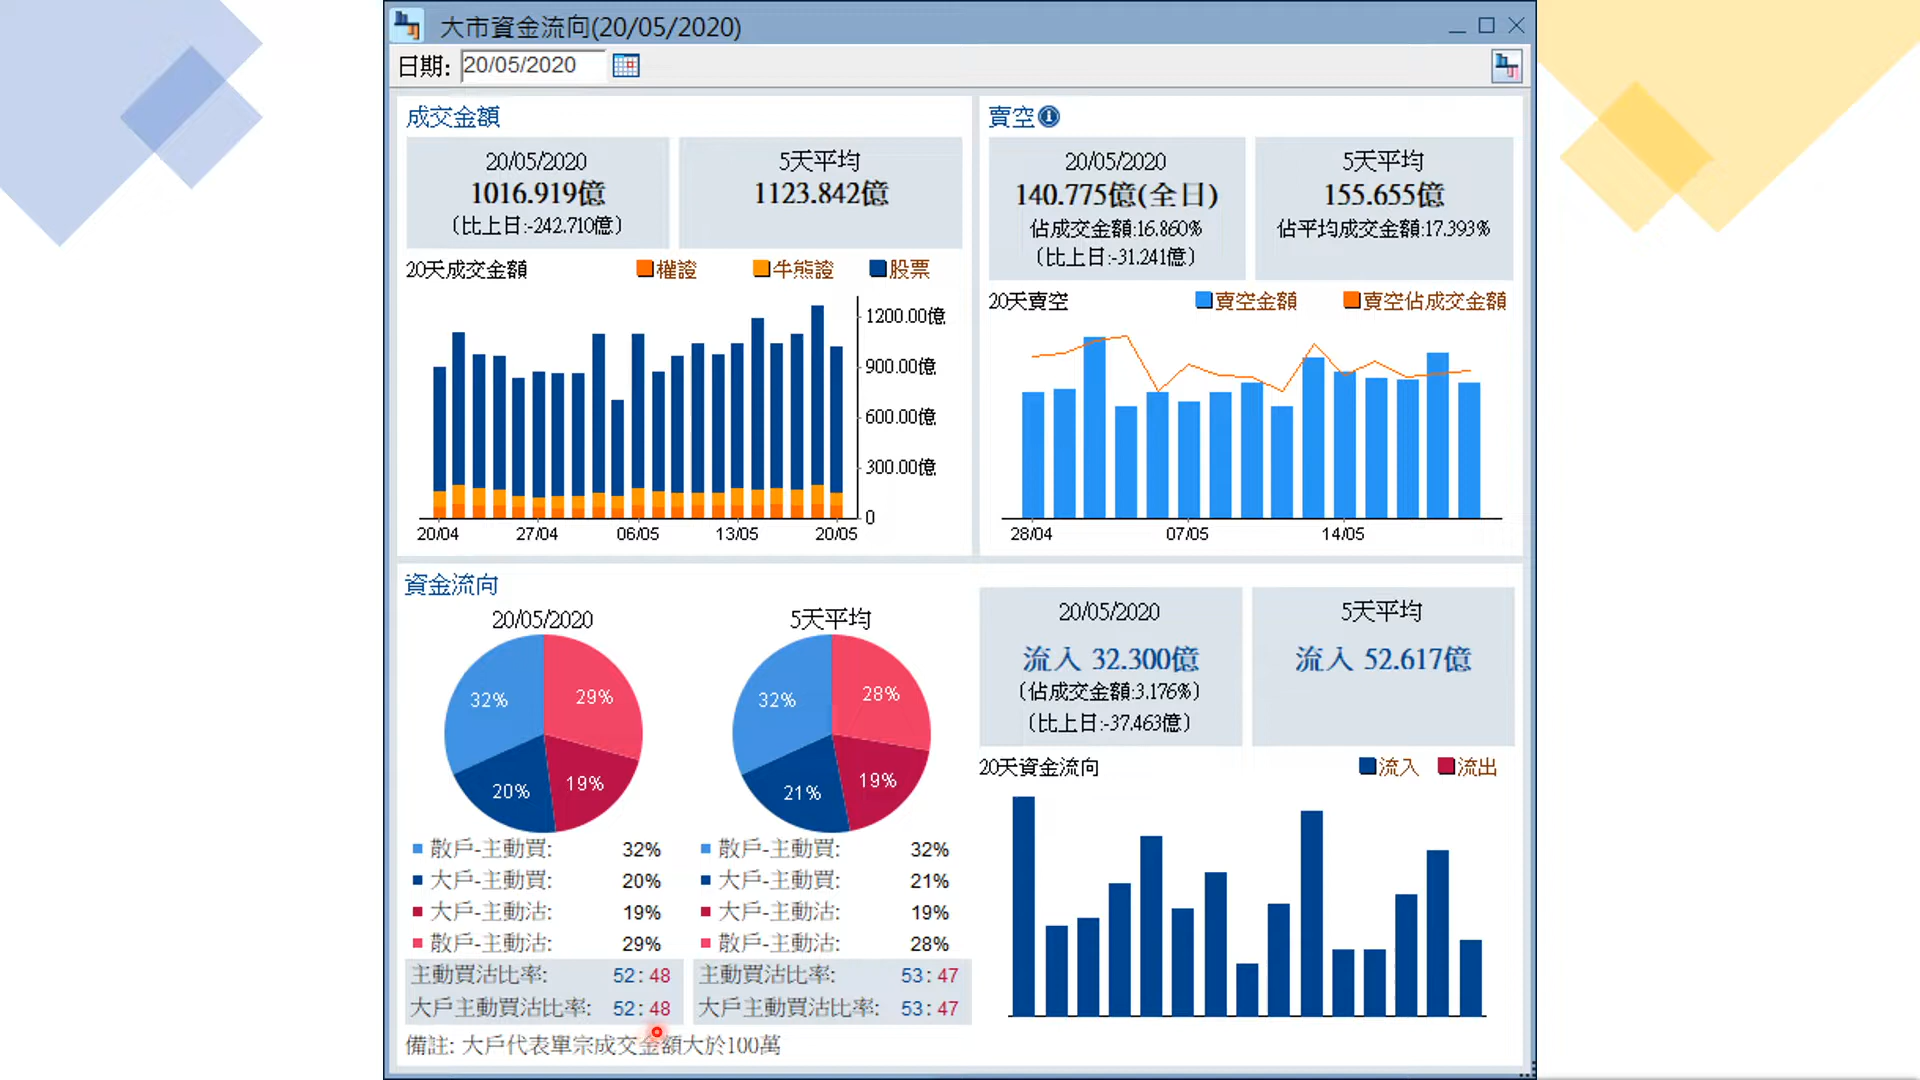 大市資金流向(20/05/2020)
日期: 20/05/2020
成交金額
20/05/2020
1016.919億
(比上日:-242.710億)
5天平均
1123.842億
20天成交金額
權證
牛熊證
股票
1200.00億
900.00億
600.00億
300.00億
0
20/04
27/04
06/05
13/05
20/05
賣空
20/05/2020
140.775億(全日)
佔成交金額:16.860%
(比上日:-31.241億)
5天平均
155.655億
佔平均成交金額:17.393%
20天賣空
賣空金額
賣空佔成交金額
28/04
07/05
14/05
資金流向
20/05/2020
32%
29%
20%
19%
散戶-主動買: 32%
大戶-主動買: 20%
大戶-主動沽: 19%
散戶-主動沽: 29%
主動買沽比率: 52:48
大戶主動買沽比率: 52:48
5天平均
32%
28%
21%
19%
散戶-主動買: 32%
大戶-主動買: 21%
大戶-主動沽: 19%
散戶-主動沽: 28%
主動買沽比率: 53:47
大戶主動買沽比率: 53:47
備註: 大戶代表單宗成交金額大於100萬
20/05/2020
流入 32.300億
(佔成交金額:3.176%)
(比上日:-37.463億)
5天平均
流入 52.617億
20天資金流向
流入
流出